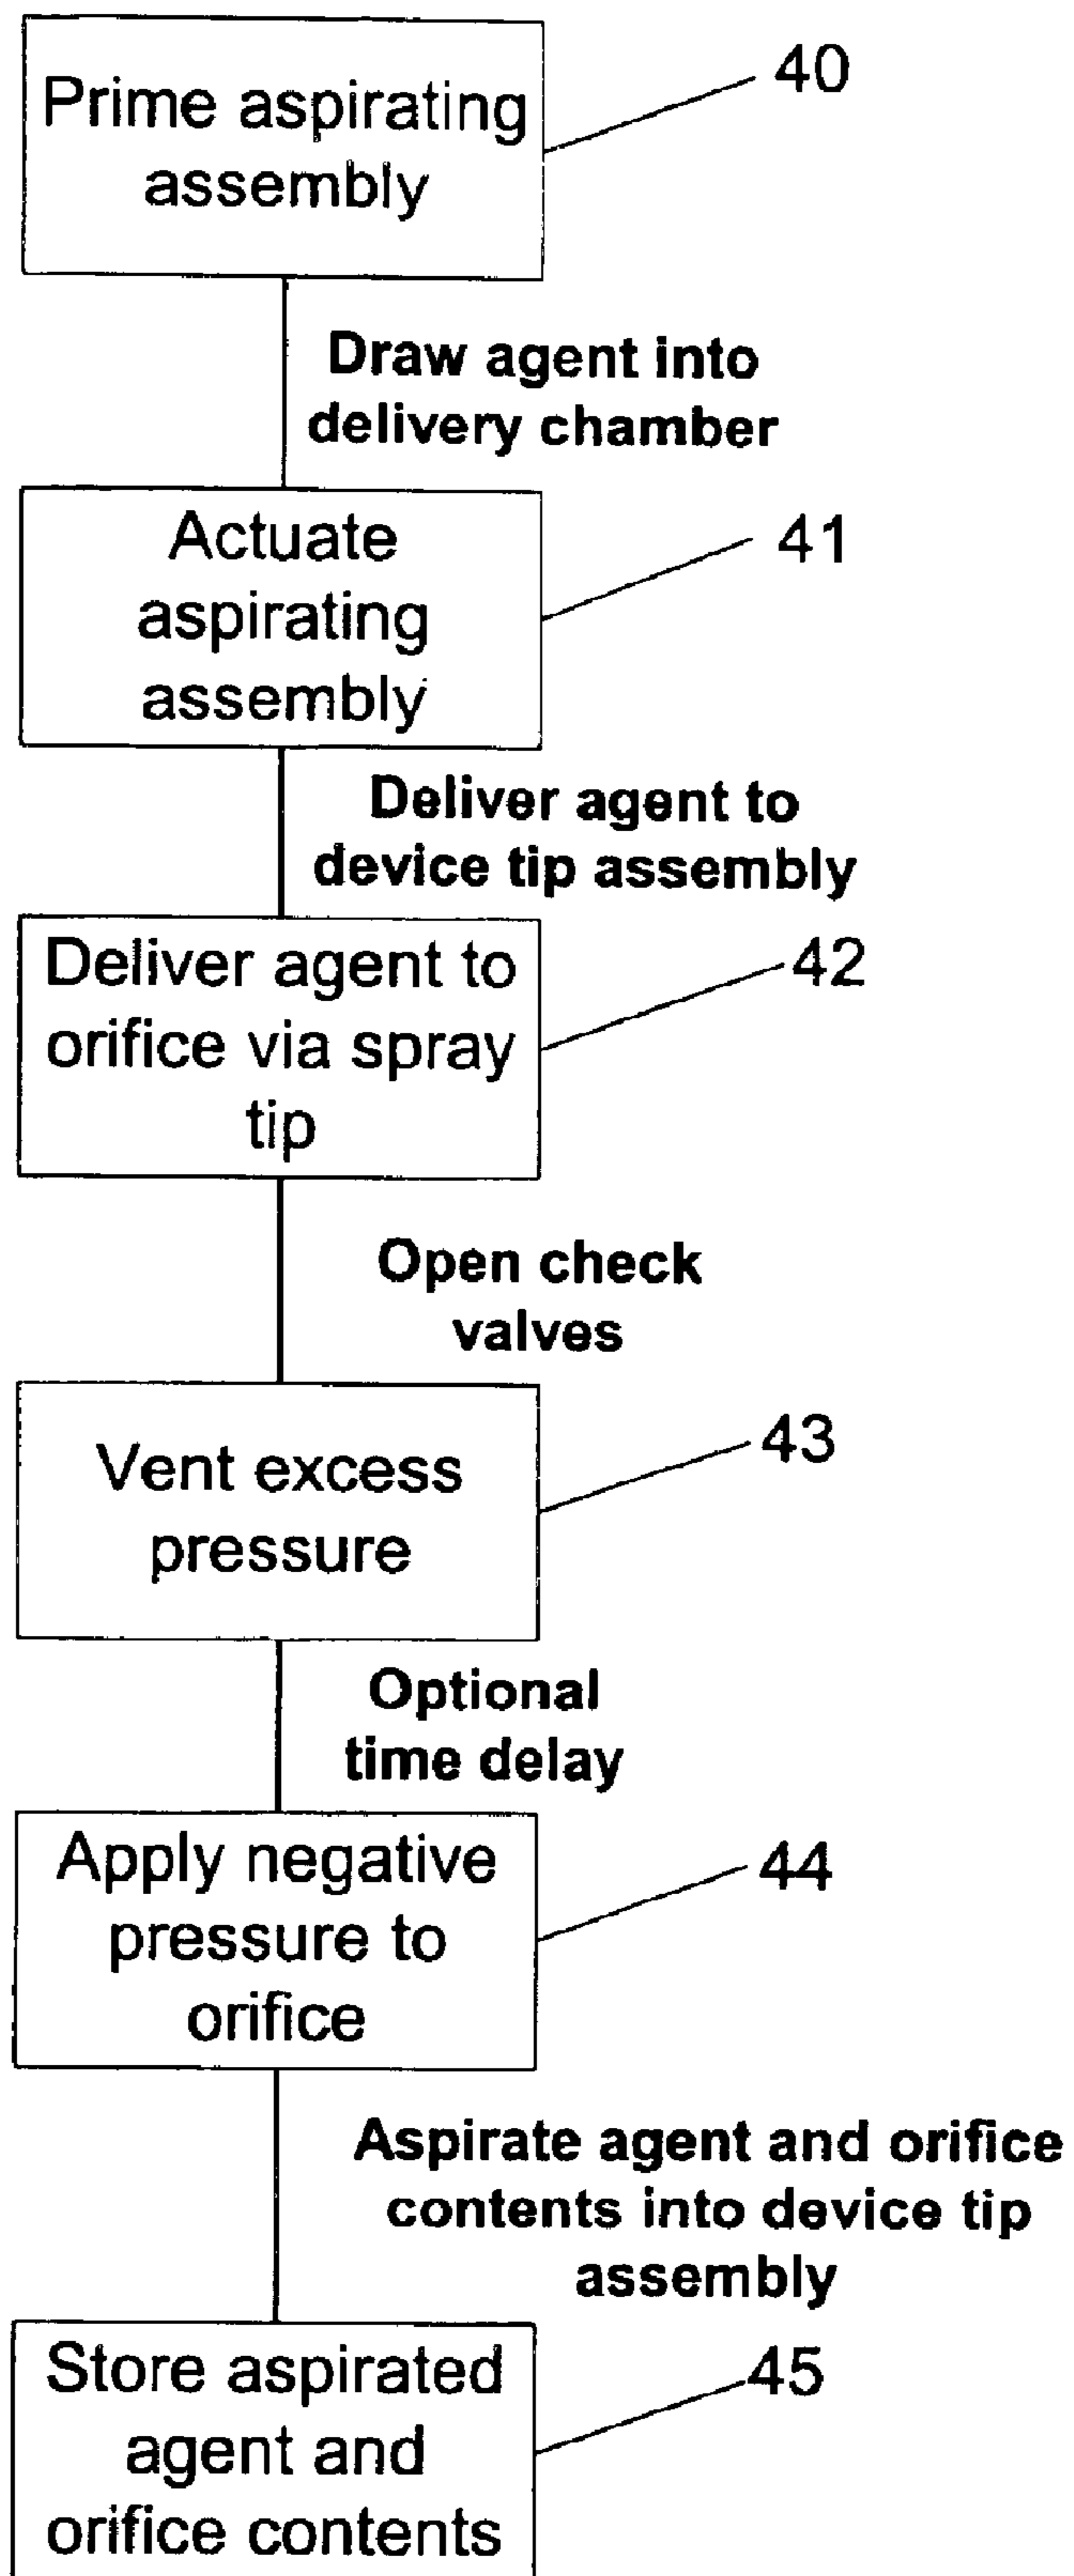 Prime aspirating
assembly
40
Draw agent into
delivery chamber
Actuate
aspirating
assembly
41
Deliver agent to
device tip assembly
Deliver agent to
orifice via spray
tip
42
Open check
valves
Vent excess
pressure
43
Optional
time delay
Apply negative
pressure to
orifice
44
Aspirate agent and orifice
contents into device tip
assembly
Store aspirated
agent and
orifice contents
45